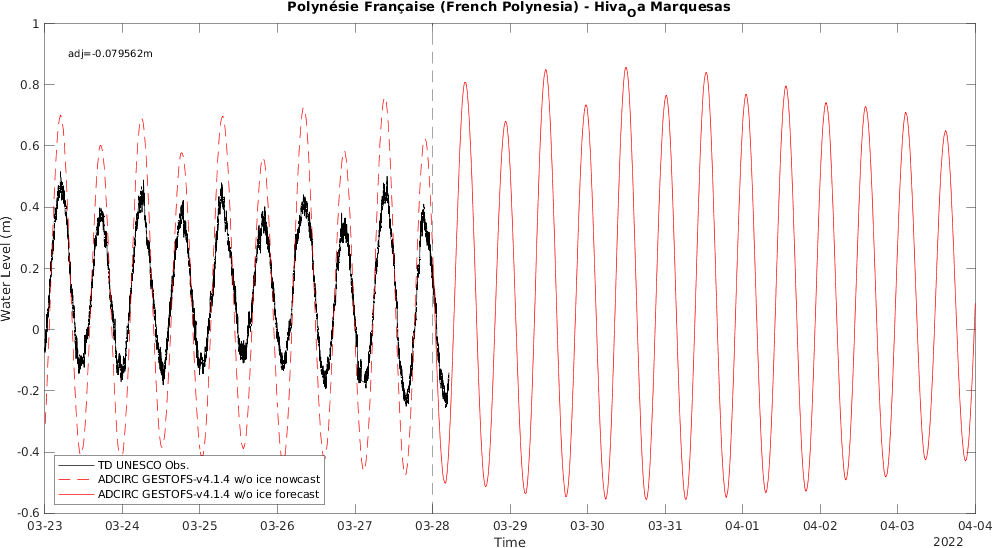 Polynésie Française (French Polynesia) - Hiva_Oa Marquesas
adj=-0.079562m
Water Level (m)
1
0.8
0.6
0.4
0.2
0
-0.2
-0.4
-0.6
TD UNESCO Obs.
ADCIRC GESTOFS-v4.1.4 w/o ice nowcast
ADCIRC GESTOFS-v4.1.4 w/o ice forecast
03-23 03-24 03-25 03-26 03-27 03-28 03-29 03-30 03-31 04-01 04-02 04-03 04-04
Time
2022